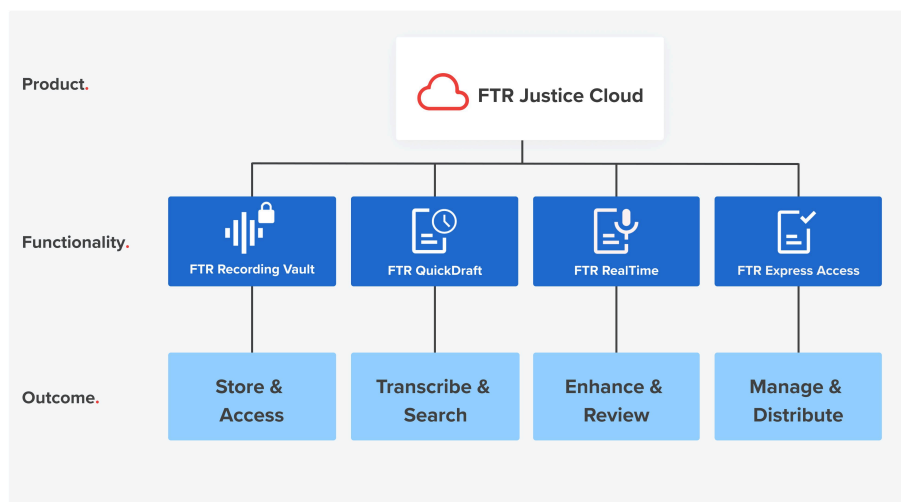 Product.
FTR Justice Cloud
Functionality.
FTR Recording Vault
FTR QuickDraft
FTR RealTime
FTR Express Access
Outcome.
Store &
Access
Transcribe &
Search
Enhance &
Review
Manage &
Distribute